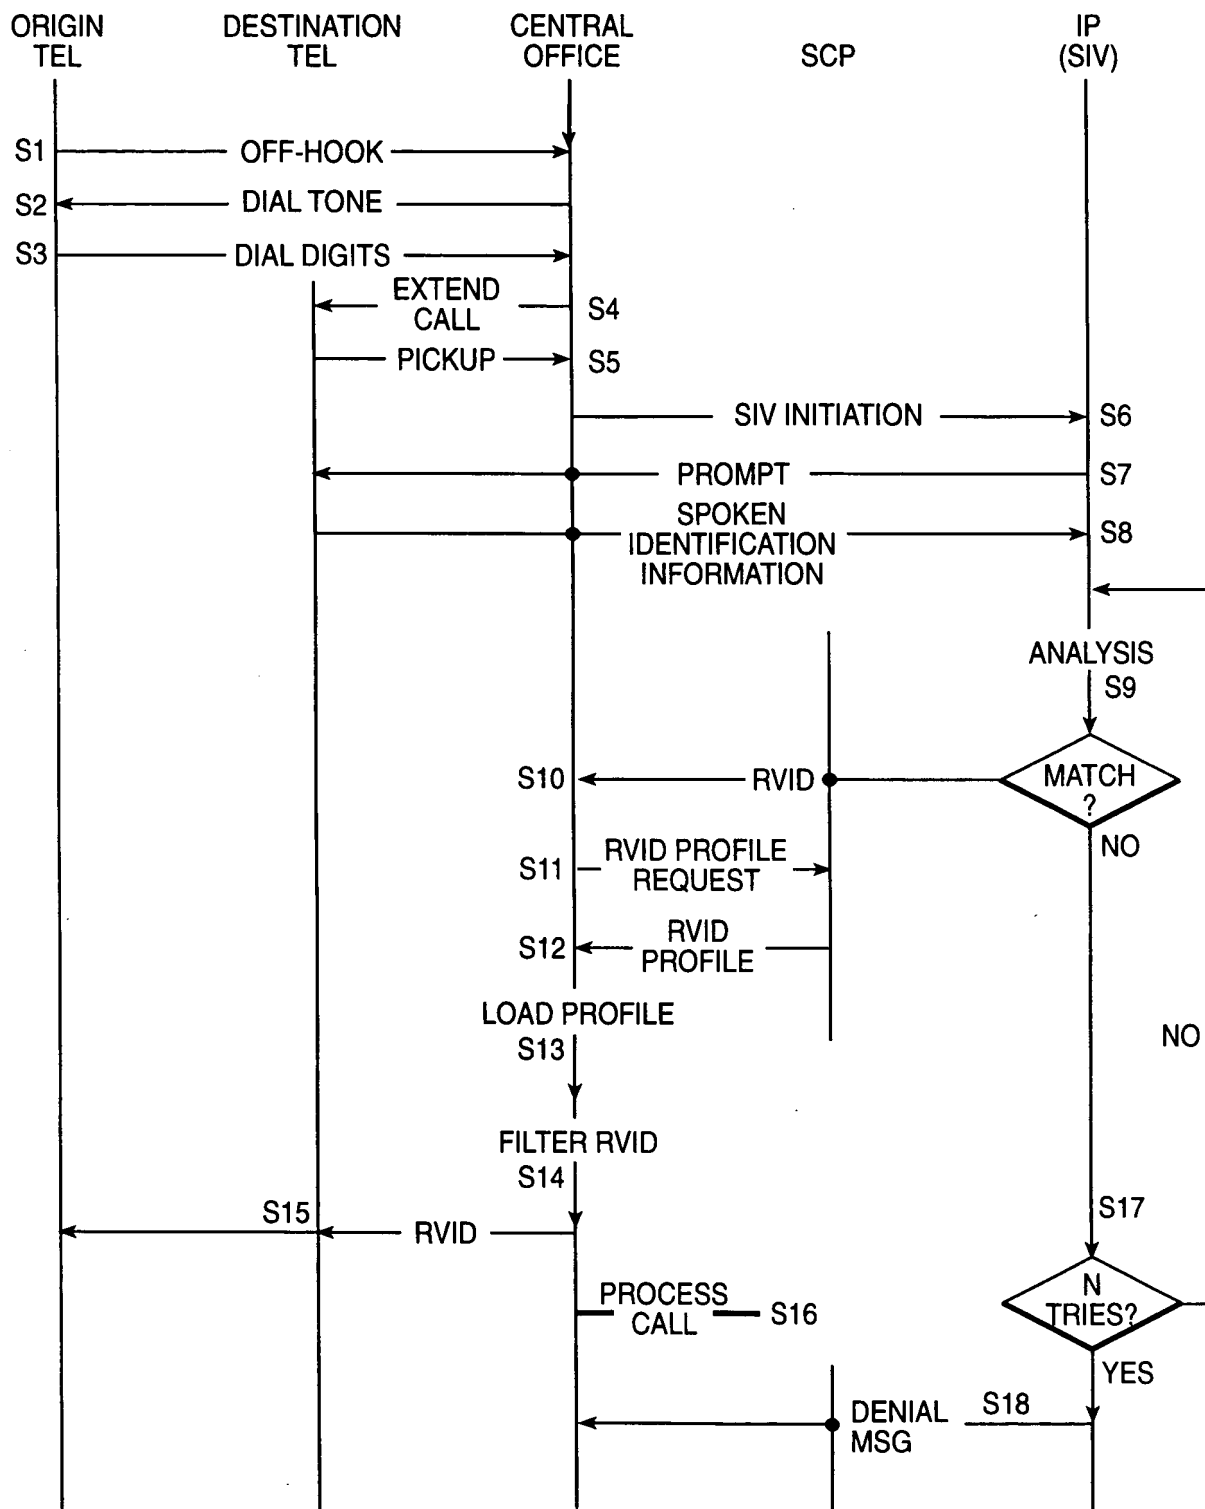 ORIGIN
TEL
DESTINATION
TEL
CENTRAL
OFFICE
SCP
IP
(SIV)
S1
OFF-HOOK
S2
DIAL TONE
S3
DIAL DIGITS
EXTEND
CALL
S4
PICKUP
S5
SIV INITIATION
S6
PROMPT
S7
SPOKEN
IDENTIFICATION
INFORMATION
S8
ANALYSIS
S9
S10
RVID
MATCH
?
NO
S11
RVID PROFILE
REQUEST
S12
RVID
PROFILE
LOAD PROFILE
S13
NO
FILTER RVID
S14
S15
RVID
S17
PROCESS
CALL
S16
N
TRIES?
YES
DENIAL
MSG
S18